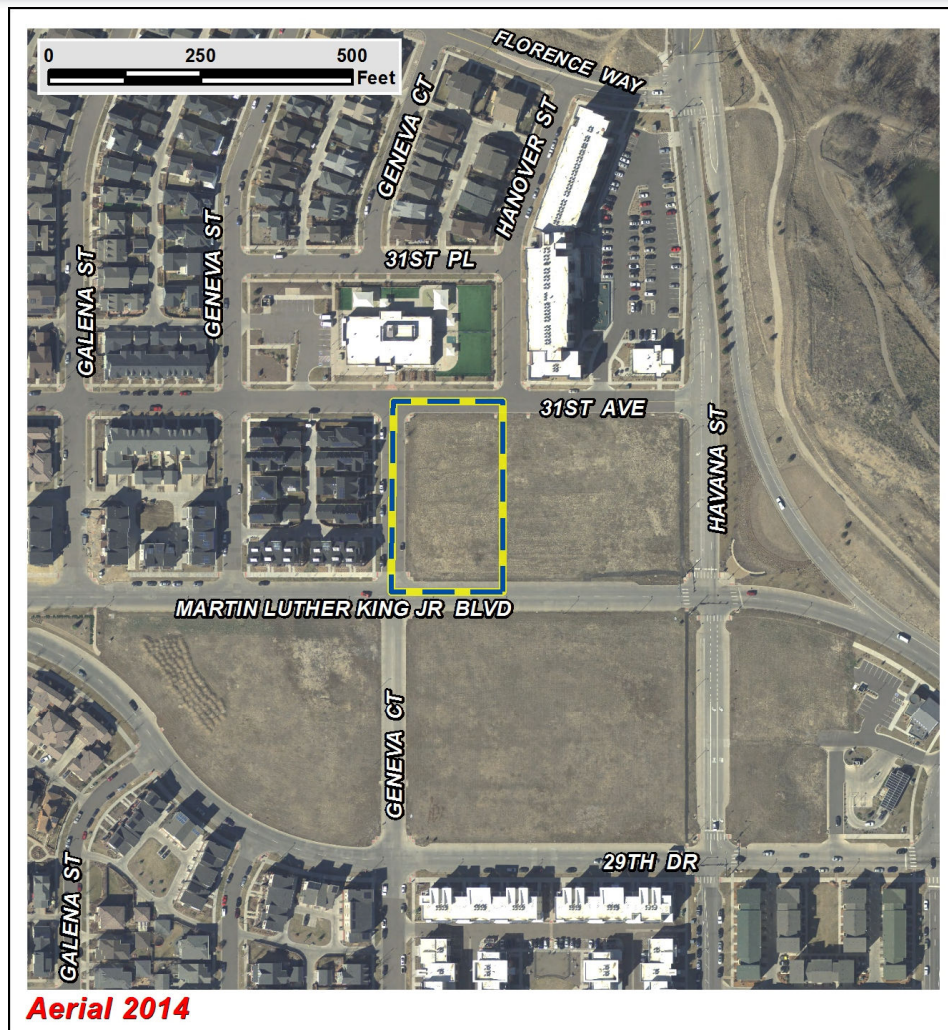 0 250 500
Feet
FLORENCE WAY
GENEVA CT
HANOVER ST
GENEVA ST
GALENA ST
31ST PL
31ST AVE
HAVANA ST
MARTIN LUTHER KING JR BLVD
GENEVA CT
29TH DR
GALENA ST
Aerial 2014